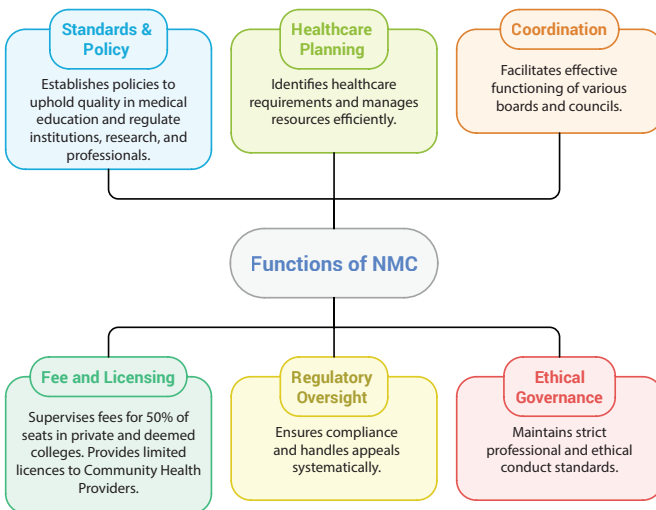 Standards &
Policy
Establishes policies to
uphold quality in medical
education and regulate
institutions, research, and
professionals.
Healthcare
Planning
Identifies healthcare
requirements and manages
resources efficiently.
Coordination
Facilitates effective
functioning of various
boards and councils.
Functions of NMC
Fee and Licensing
Supervises fees for 50% of
seats in private and deemed
colleges. Provides limited
licences to Community Health
Providers.
Regulatory
Oversight
Ensures compliance
and handles appeals
systematically.
Ethical
Governance
Maintains strict
professional and ethical
conduct standards.